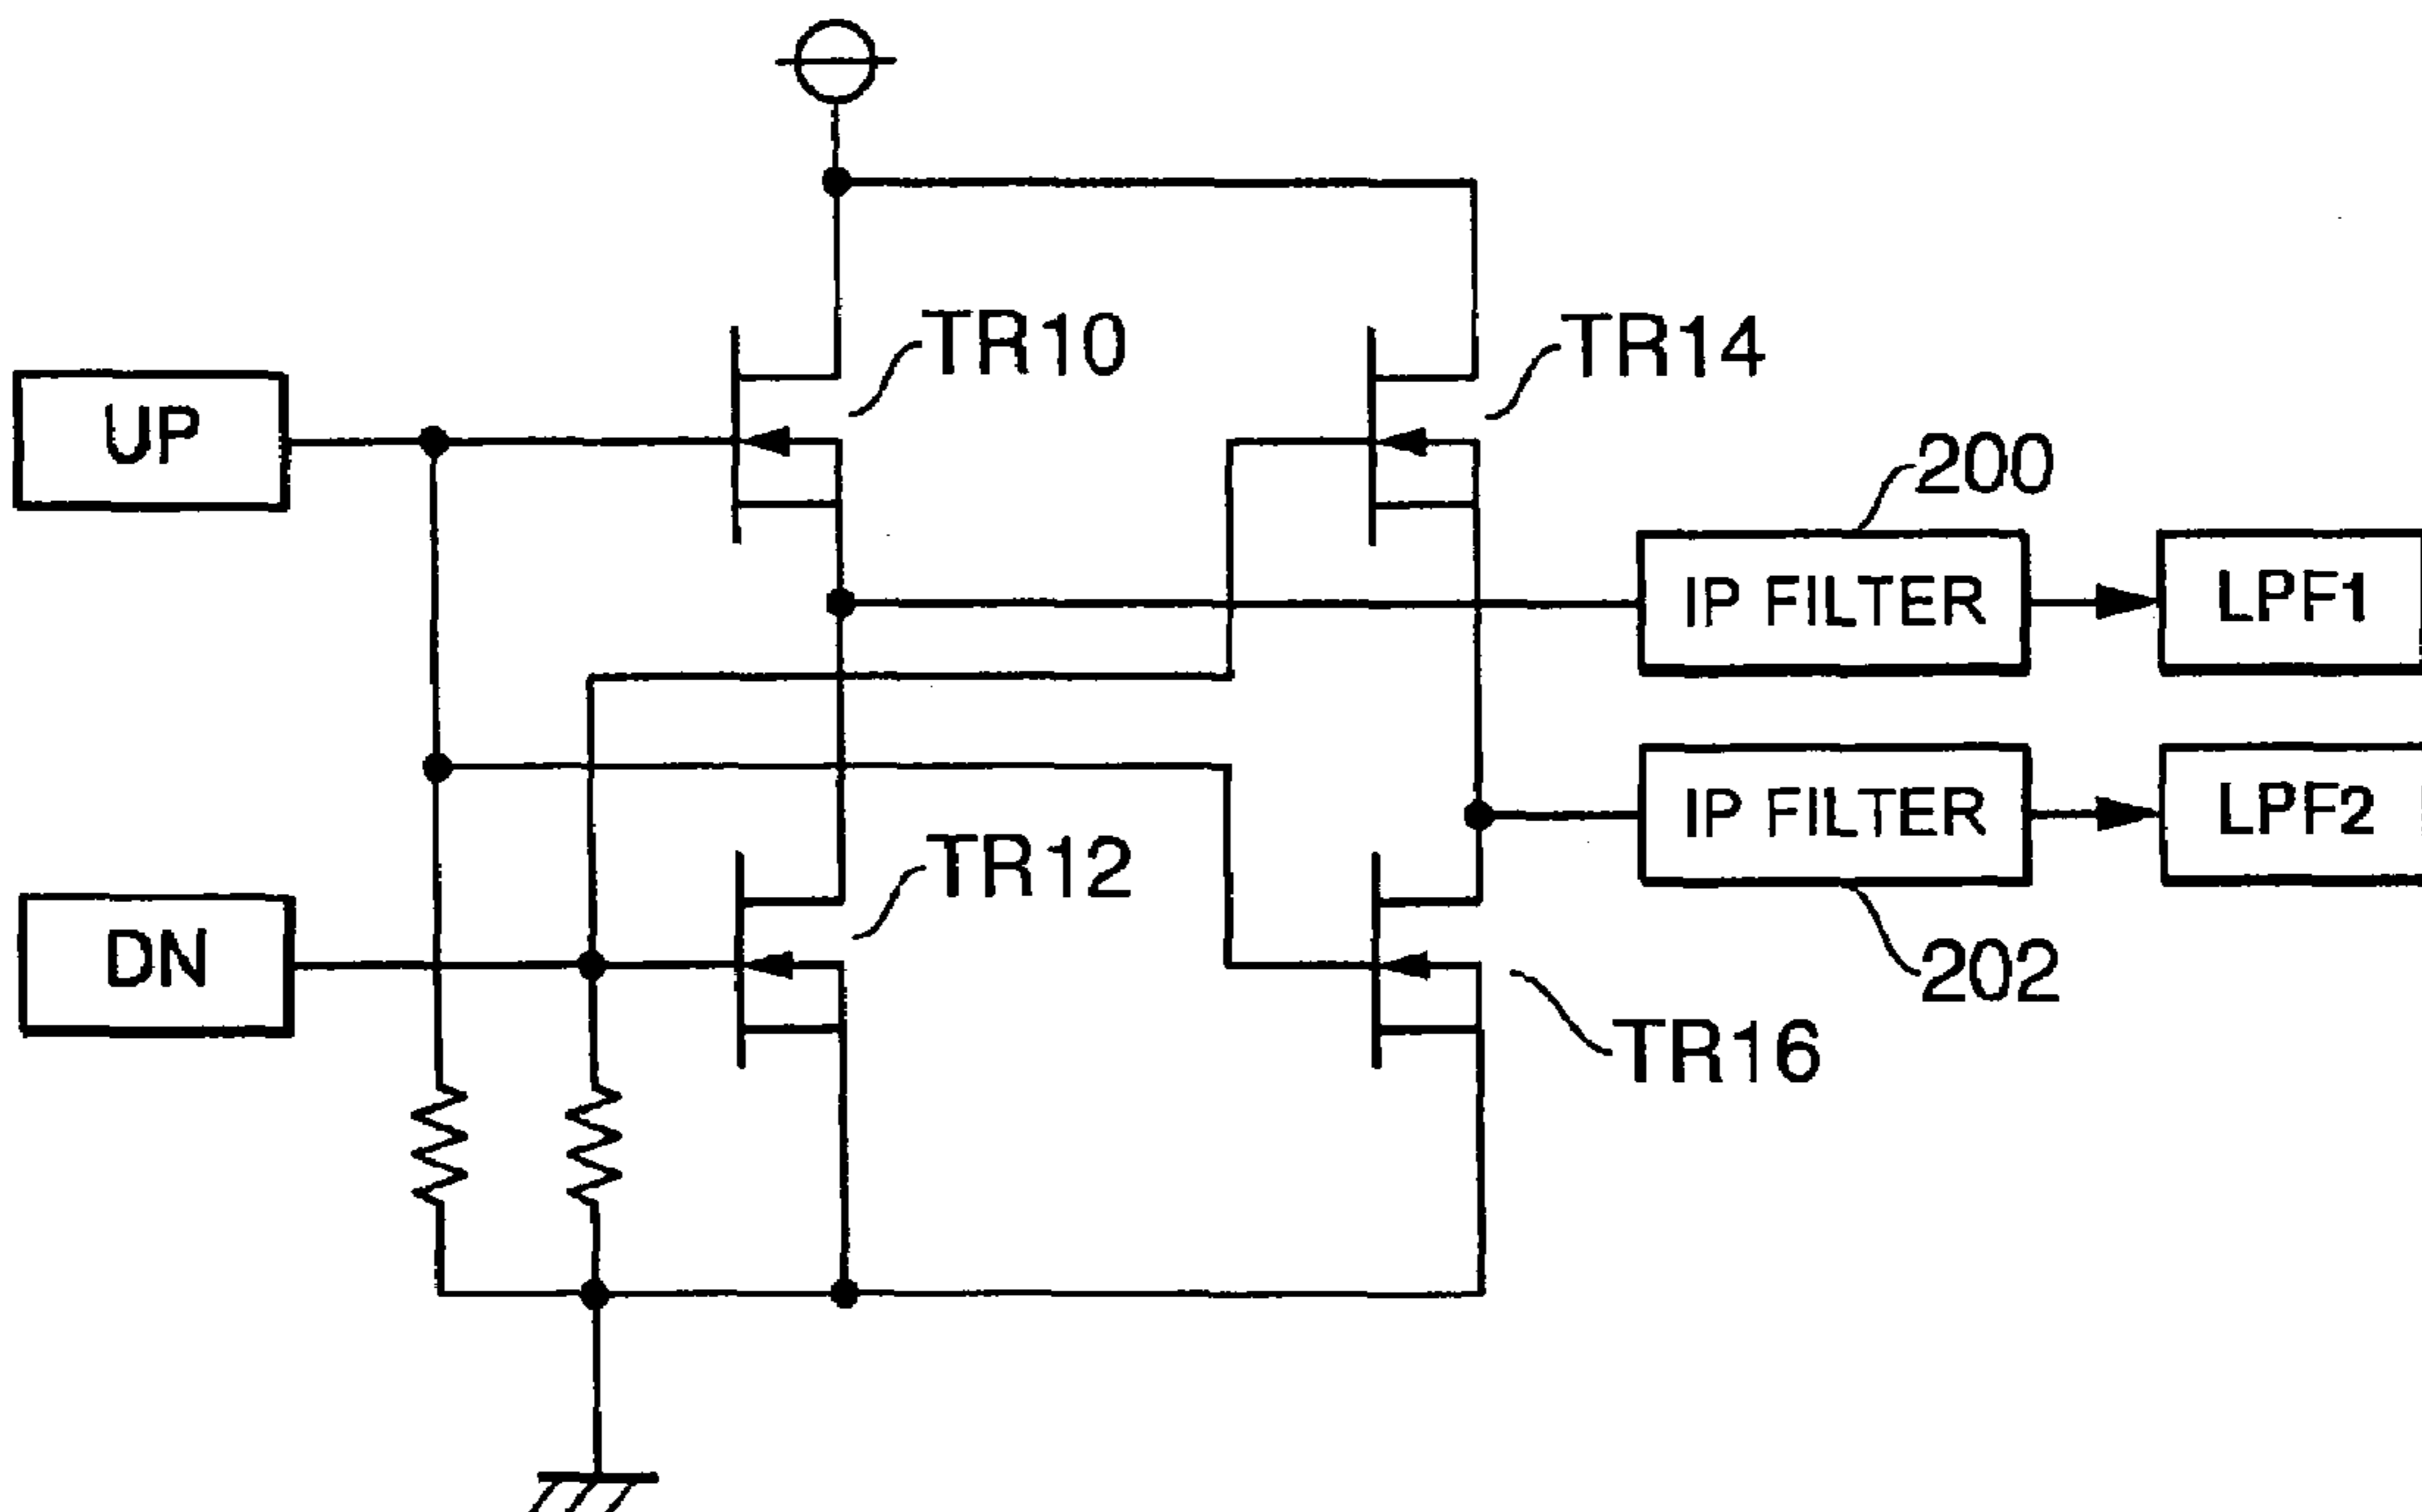 TR10
TR14
UP
200
IP FILTER
LPF1
IP FILTER
LPF2
TR12
DN
202
TR16